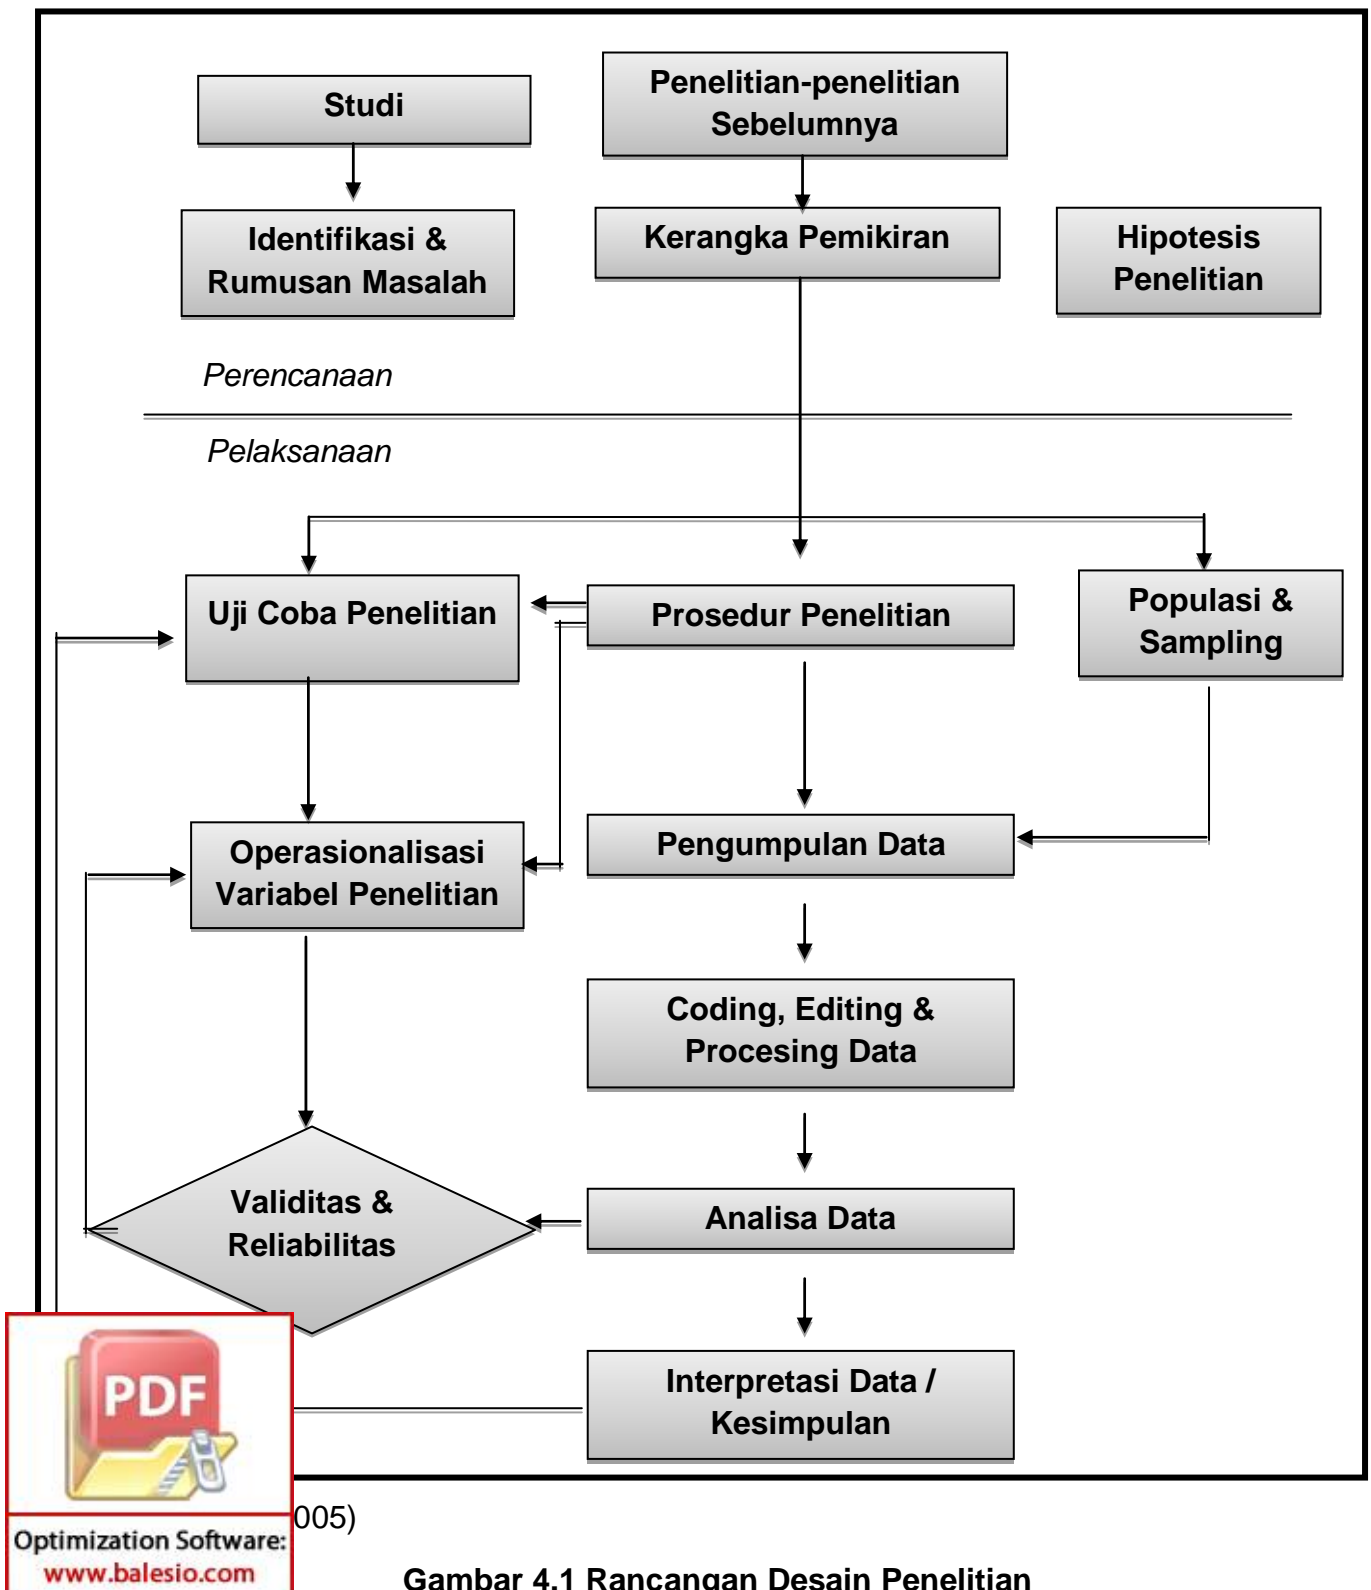 Studi
Penelitian-penelitian
Sebelumnya
Identifikasi &
Rumusan Masalah
Kerangka Pemikiran
Hipotesis
Penelitian
Perencanaan
Pelaksanaan
Uji Coba Penelitian
Prosedur Penelitian
Populasi &
Sampling
Operasionalisasi
Variabel Penelitian
Pengumpulan Data
Coding, Editing &
Procesing Data
Validitas &
Reliabilitas
Analisa Data
Interpretasi Data /
Kesimpulan
PDF
005)
Optimization Software:
www.balesio.com
Gambar 4.1 Rancangan Desain Penelitian